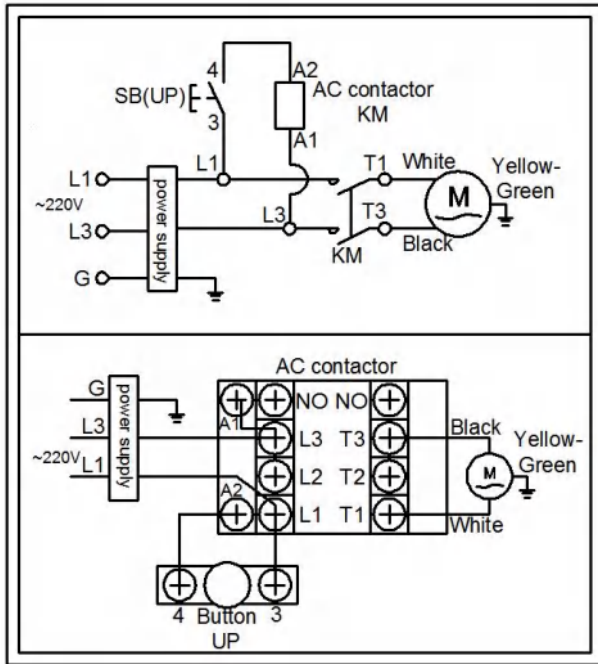 4
A2
SB(UP)
AC contactor
KM
3
A1
L1
L1
T1
White
Yellow-
Green
~220V
power supply
M
L3
L3
T3
Black
KM
G
AC contactor
G
power supply
NO
NO
A1
L3
L3
T3
Black
Yellow-
Green
~220V
L1
L2
T2
M
A2
L1
T1
White
4
Button
3
UP